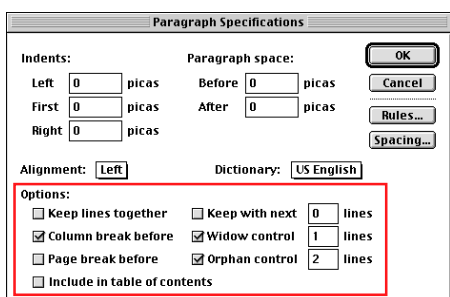 Paragraph Specifications
Indents: Paragraph space: OK
Left 0 picas Before 0 picas Cancel
First 0 picas After 0 picas Rules...
Right 0 picas Spacing...
Alignment: Left Dictionary: US English
Options:
Keep lines together Keep with next 0 lines
Column break before Widow control 1 lines
Page break before Orphan control 2 lines
Include in table of contents